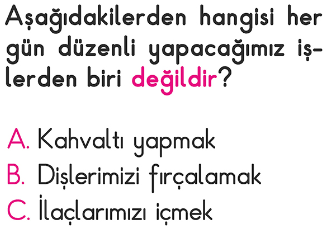 Aşağıdakilerden hangisi her
gün düzenli yapacağımız iş-
lerden biri değildir?
A. Kahvaltı yapmak
B. Dişlerimizi fırçalamak
C. İlaçlarımızı içmek